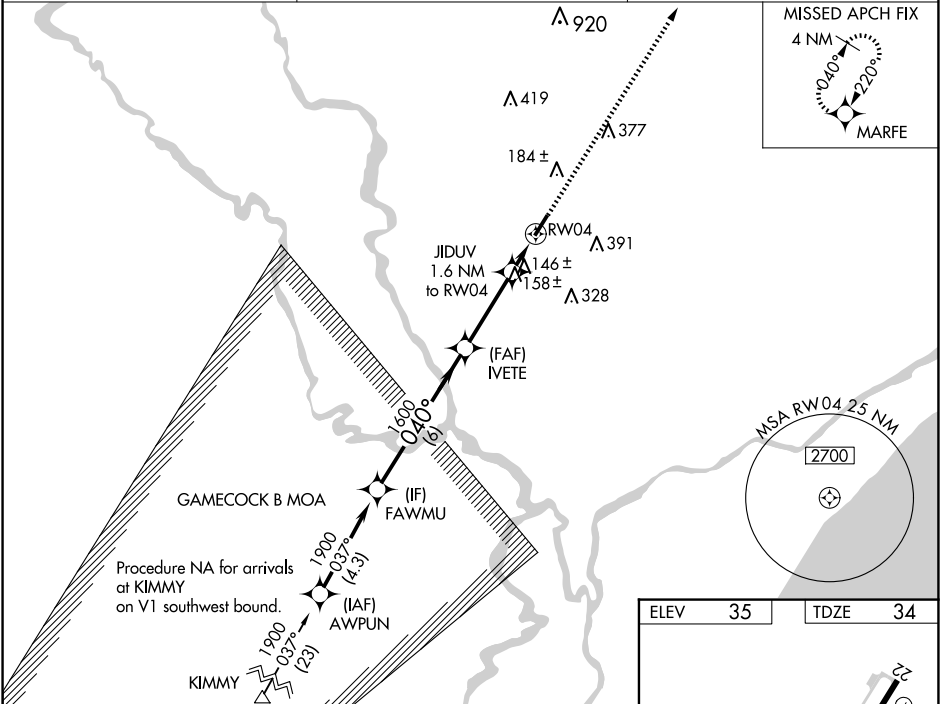 920
MISSED APCH FIX
4 NM
040°
220°
MARFE
419
377
184 ±
RW04
391
JIDUV
1.6 NM
to RW04
146 ±
158 ±
328
(FAF)
IVETE
1600
040°
(6)
MSA RW04 25 NM
2700
GAMECOCK B MOA
(IF)
FAWMU
1900
037°
(4.3)
Procedure NA for arrivals
at KIMMY
on V1 southwest bound.
(IAF)
AWPUN
1900
037°
(23)
KIMMY
ELEV 35
TDZE 34
22